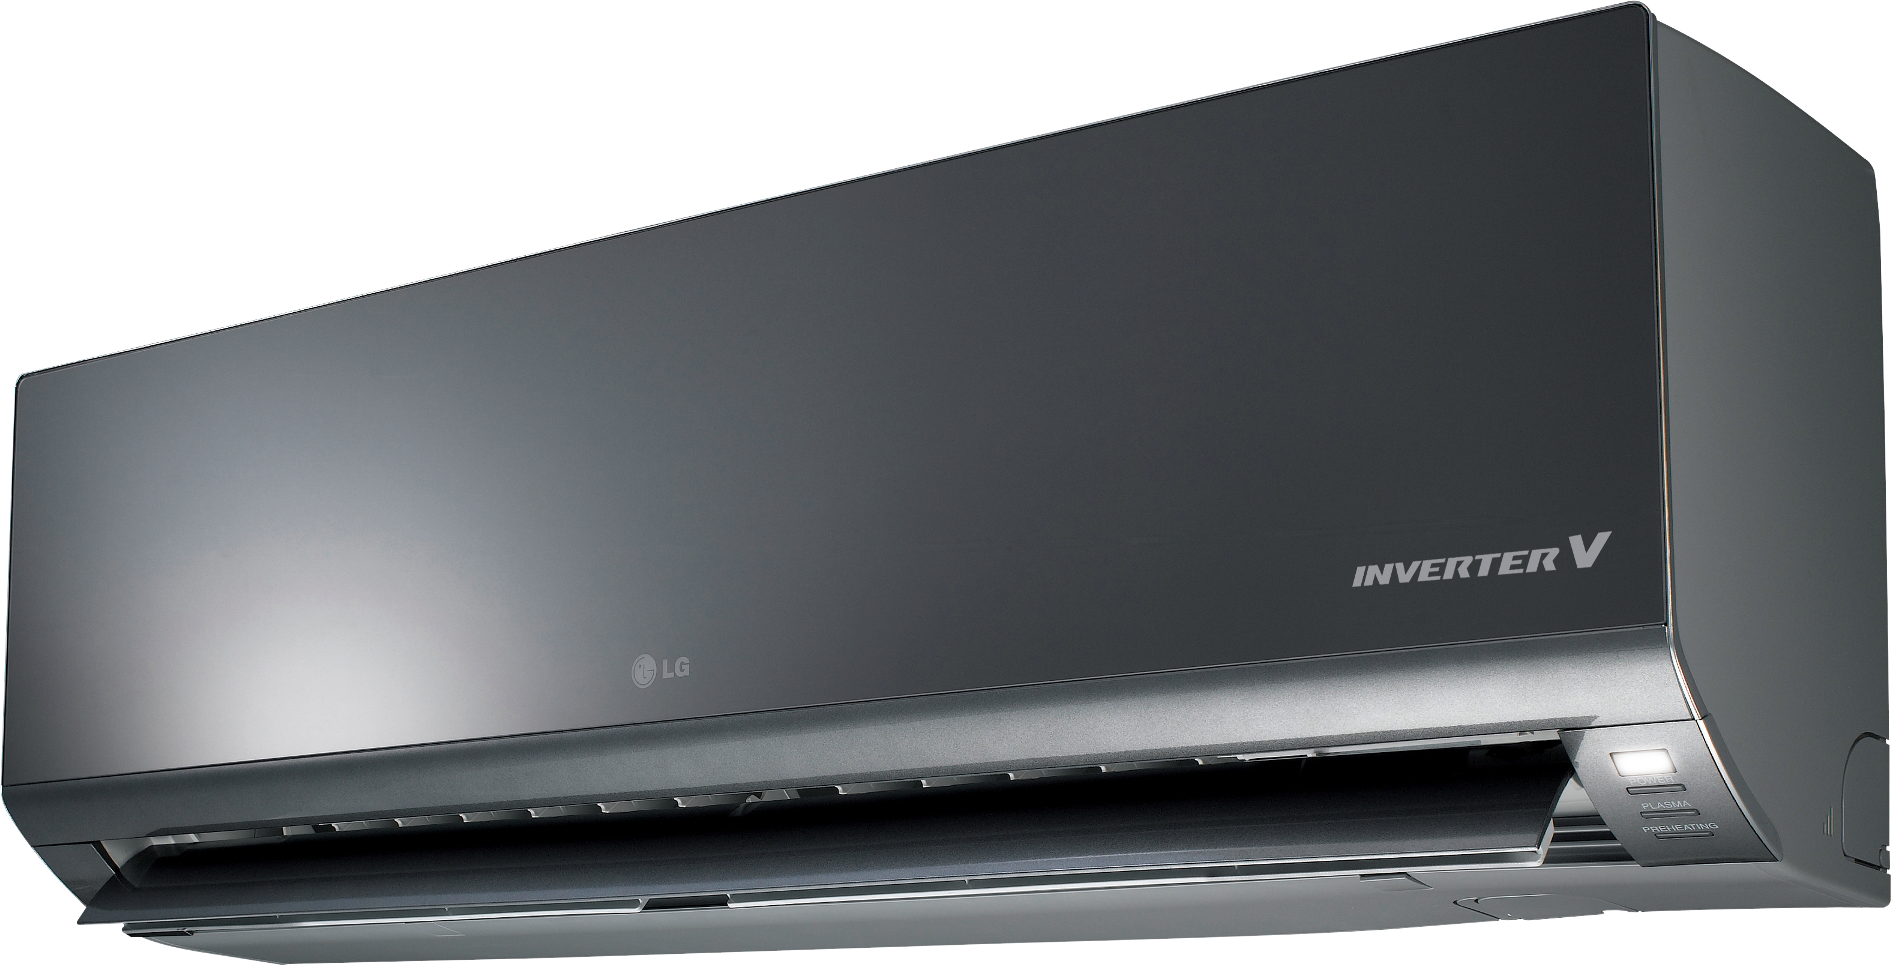 INVERTER V
LG
POWER
PLASMA
PREHEATING